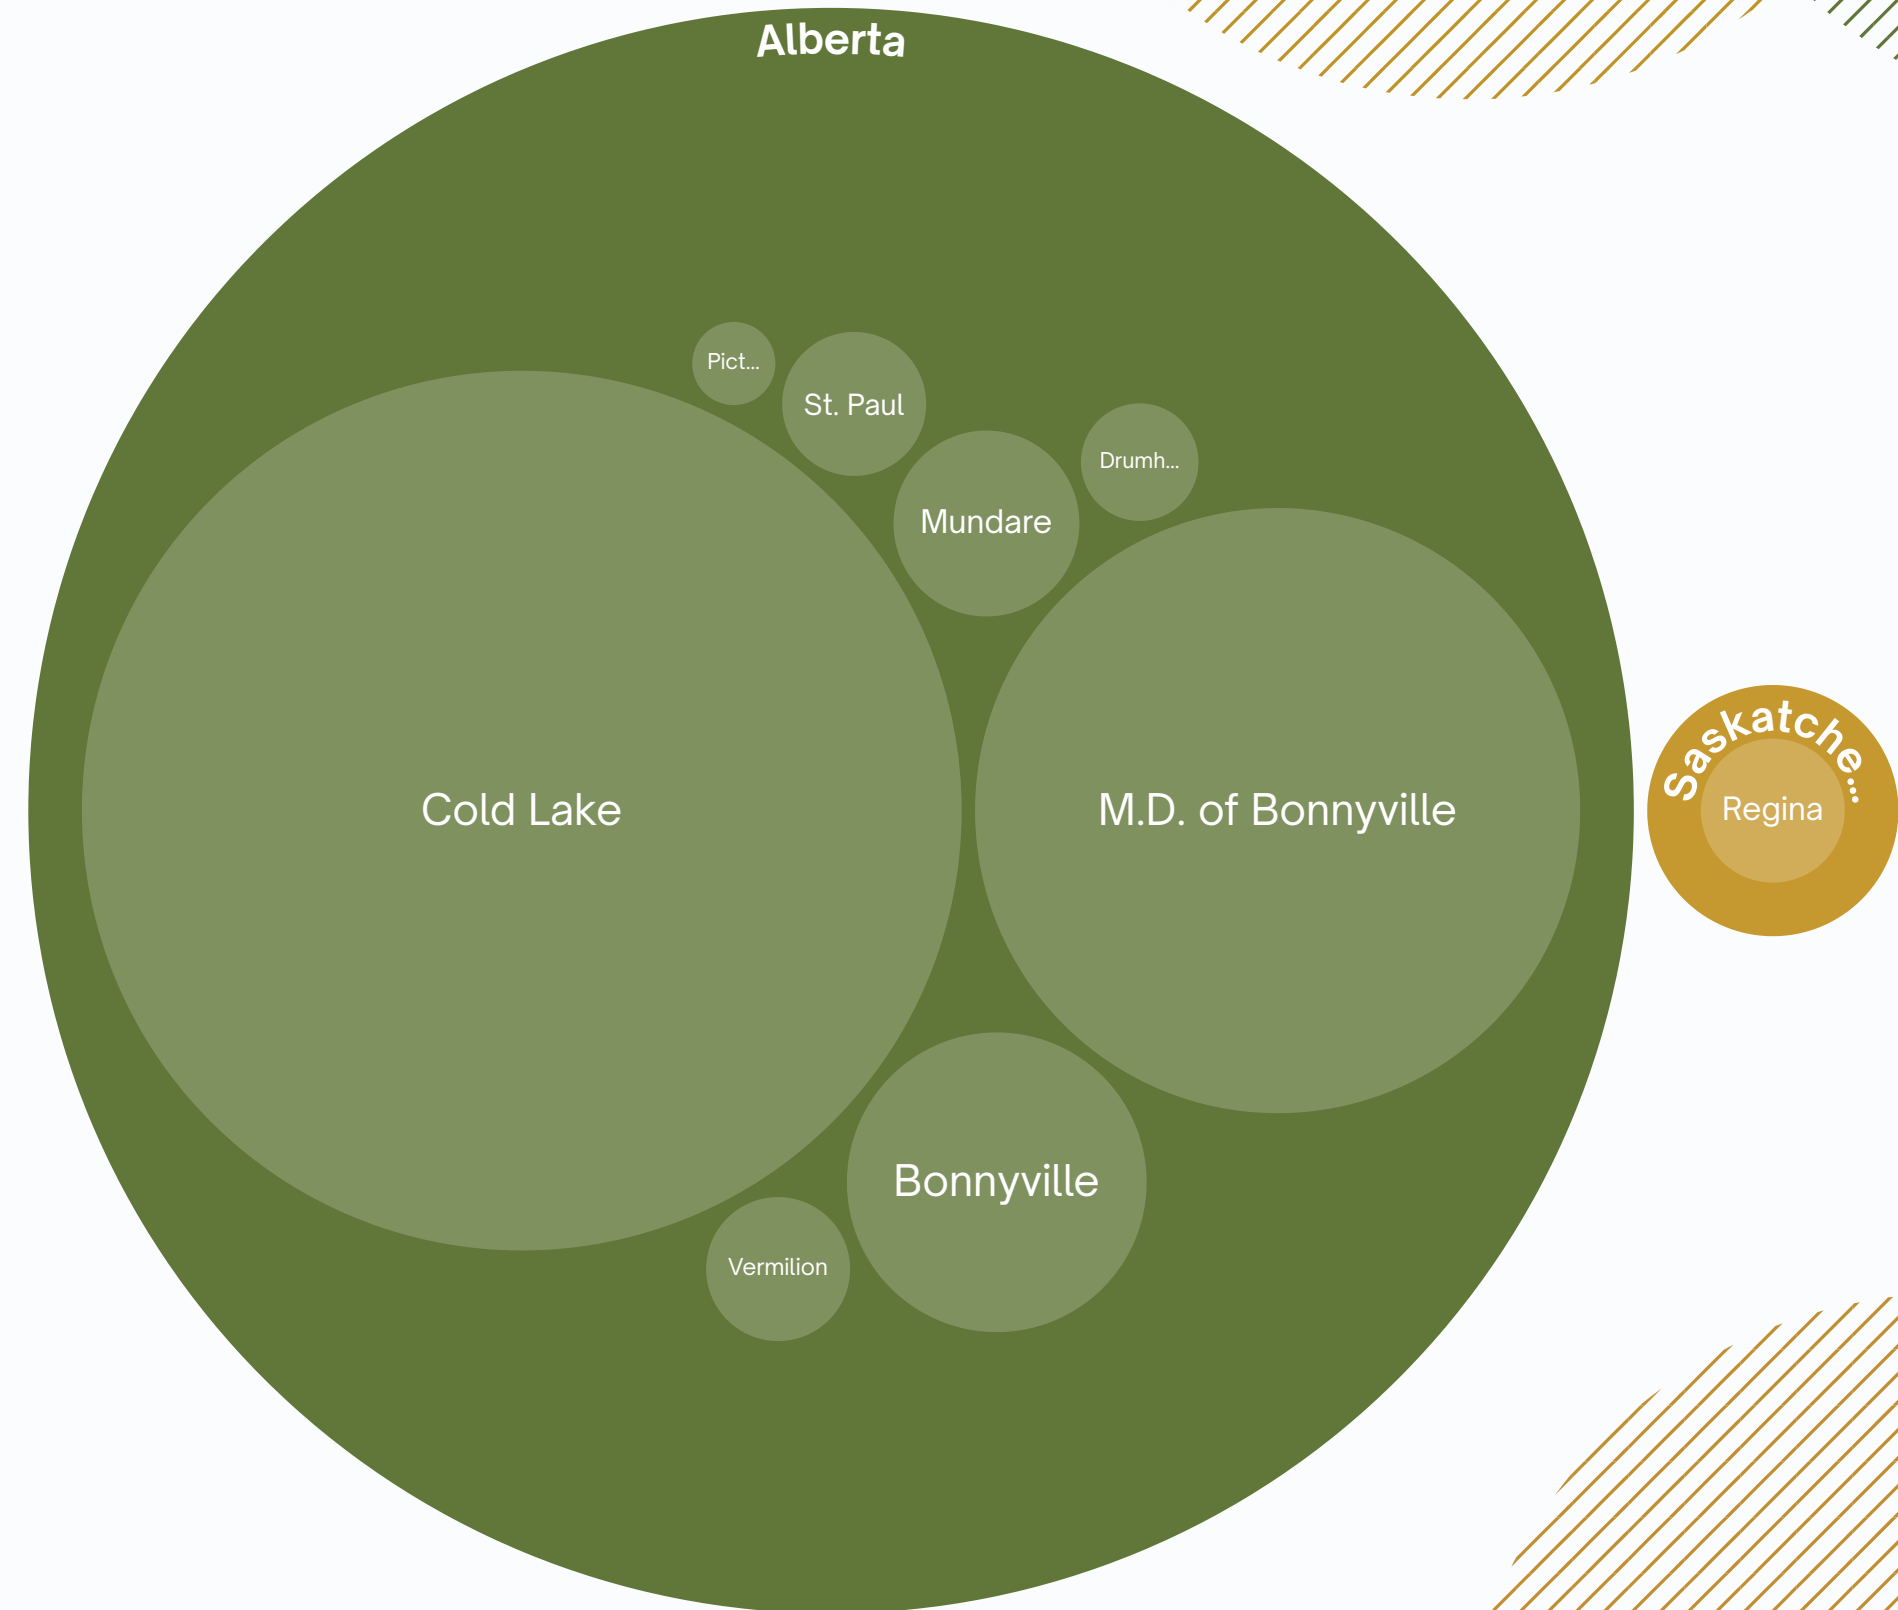 Alberta
Pict...
St. Paul
Drumh...
Mundare
Cold Lake
M.D. of Bonnyville
Saskatche...
Regina
Bonnyville
Vermilion